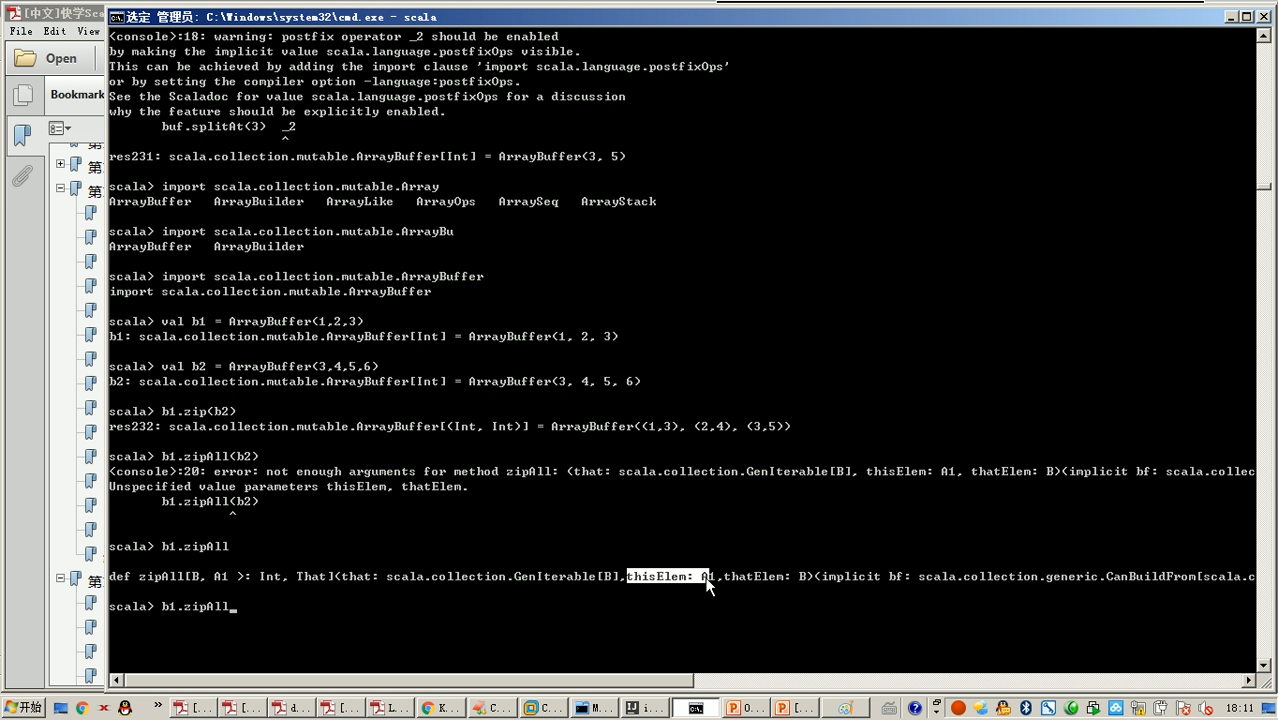 [中文]快学Sc
选定 管理员: C:\Windows\system32\cmd.exe - scala
File Edit View
Open
Bookmark
<console>:18: warning: postfix operator _2 should be enabled
by making the implicit value scala.language.postfixOps visible.
This can be achieved by adding the import clause 'import scala.language.postfixOps'
or by setting the compiler option -language:postfixOps.
See the Scaladoc for value scala.language.postfixOps for a discussion
why the feature should be explicitly enabled.
buf.splitAt(3) _2
^
res231: scala.collection.mutable.ArrayBuffer[Int] = ArrayBuffer(3, 5)
scala> import scala.collection.mutable.Array
ArrayBuffer ArrayBuilder ArrayLike ArrayOps ArraySeq ArrayStack
scala> import scala.collection.mutable.ArrayBu
ArrayBuffer ArrayBuilder
scala> import scala.collection.mutable.ArrayBuffer
import scala.collection.mutable.ArrayBuffer
scala> val b1 = ArrayBuffer(1,2,3)
b1: scala.collection.mutable.ArrayBuffer[Int] = ArrayBuffer(1, 2, 3)
scala> val b2 = ArrayBuffer(3,4,5,6)
b2: scala.collection.mutable.ArrayBuffer[Int] = ArrayBuffer(3, 4, 5, 6)
scala> b1.zip(b2)
res232: scala.collection.mutable.ArrayBuffer[(Int, Int)] = ArrayBuffer((1,3), (2,4), (3,5))
scala> b1.zipAll(b2)
<console>:20: error: not enough arguments for method zipAll: (that: scala.collection.GenIterable[B], thisElem: A1, thatElem: B)(implicit bf: scala.collec
Unspecified value parameters thisElem, thatElem.
b1.zipAll(b2)
^
scala> b1.zipAll
def zipAll[B, A1 >: Int, That](that: scala.collection.GenIterable[B],thisElem: A1,thatElem: B)(implicit bf: scala.collection.generic.CanBuildFrom[scala.c
scala> b1.zipAll_
第
第
第
开始
[...
[...
d...
[...
L...
K...
C...
C...
M...
i...
O...
[...
18:11